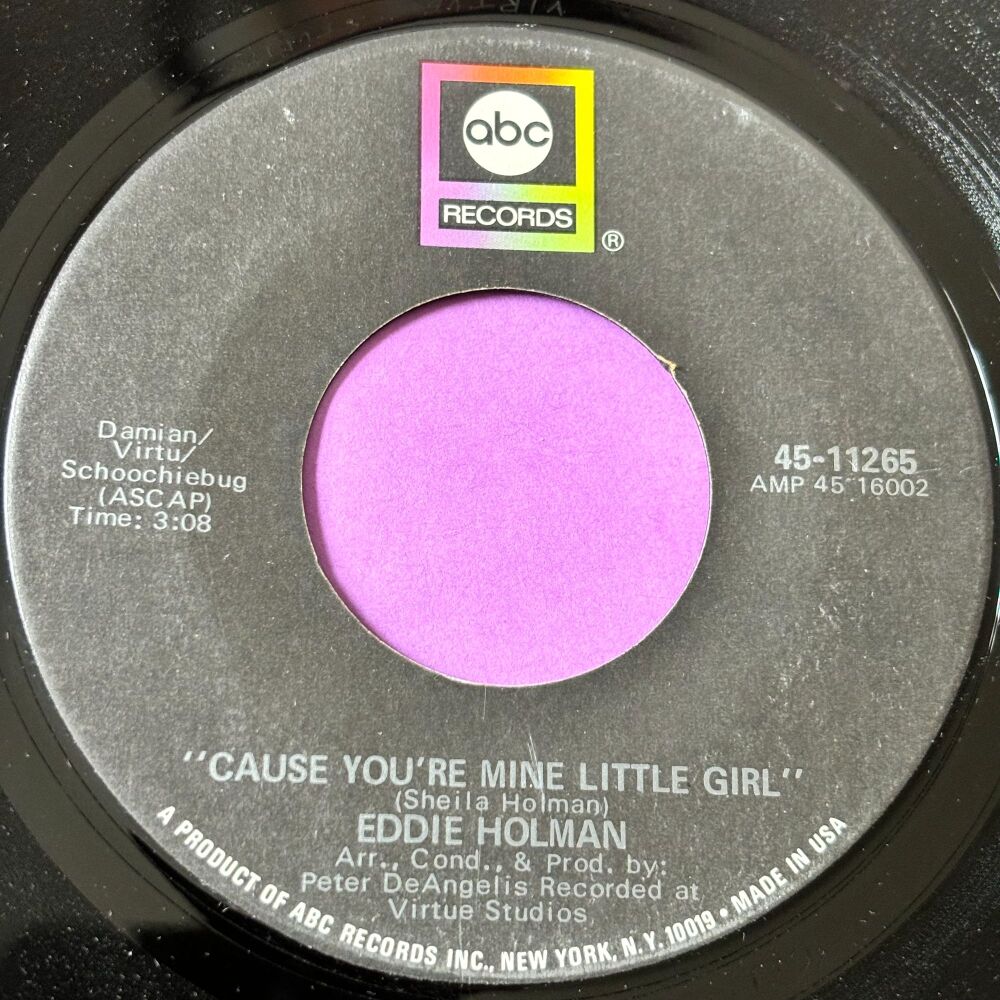 abc
RECORDS
®
Damian/
Virtu/
Schoochiebug
(ASCAP)
Time: 3:08
45-11265
AMP 45 16002
"CAUSE YOU'RE MINE LITTLE GIRL"
(Sheila Holman)
EDDIE HOLMAN
Arr., Cond., & Prod. by:
Peter DeAngelis Recorded at
Virtue Studios
A PRODUCT OF ABC RECORDS INC., NEW YORK, N.Y. 10019 • MADE IN USA